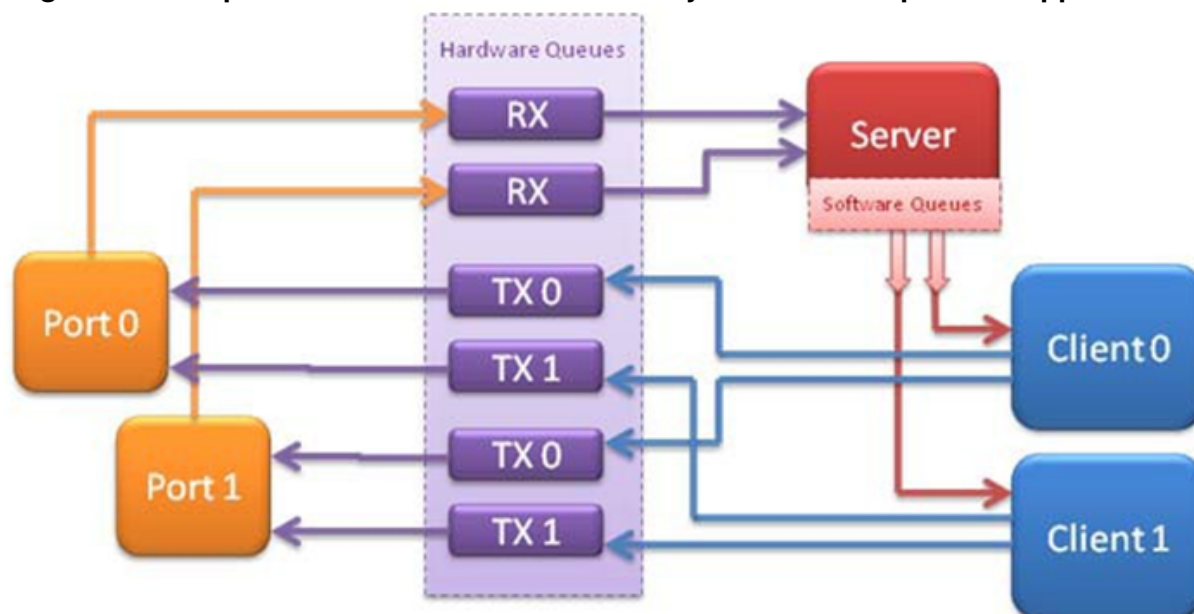 Hardware Queues
RX
Server
RX
Software Queues
TX 0
Port 0
Client 0
TX 1
TX 0
Port 1
TX 1
Client 1